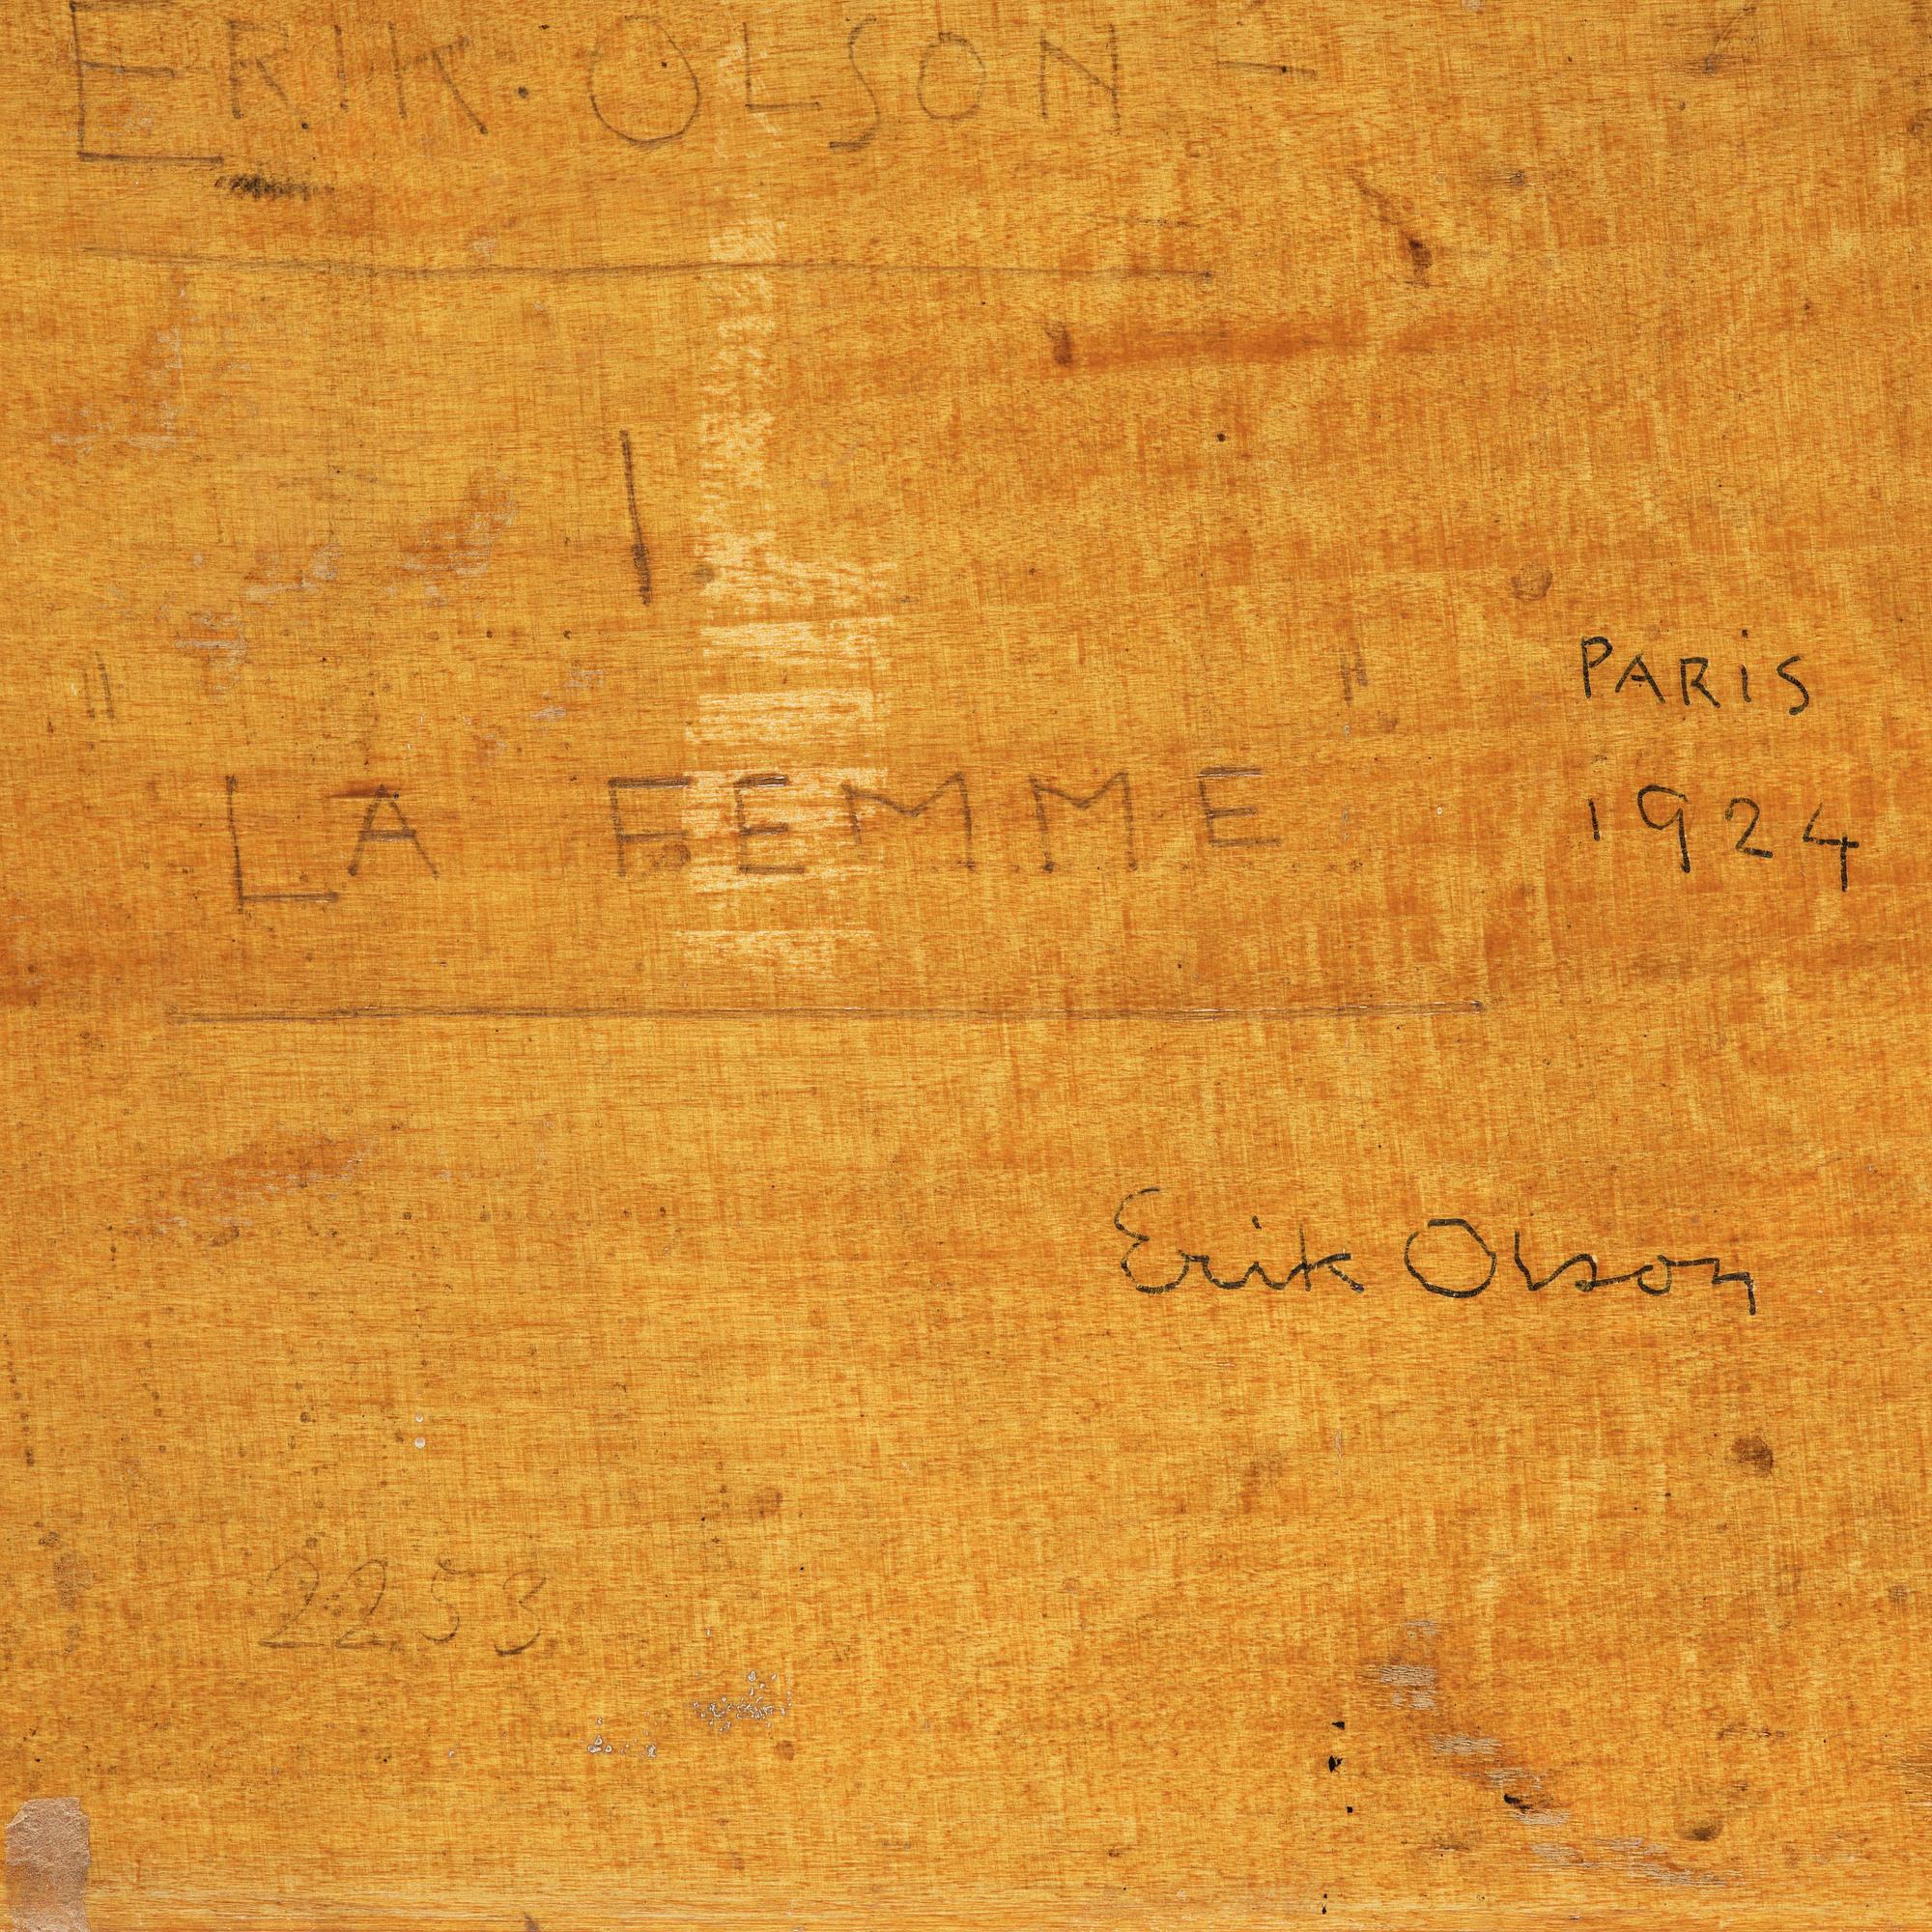 ERIK. OLSON -
PARIS
LA FEMME 1924
Erik Olson
2253